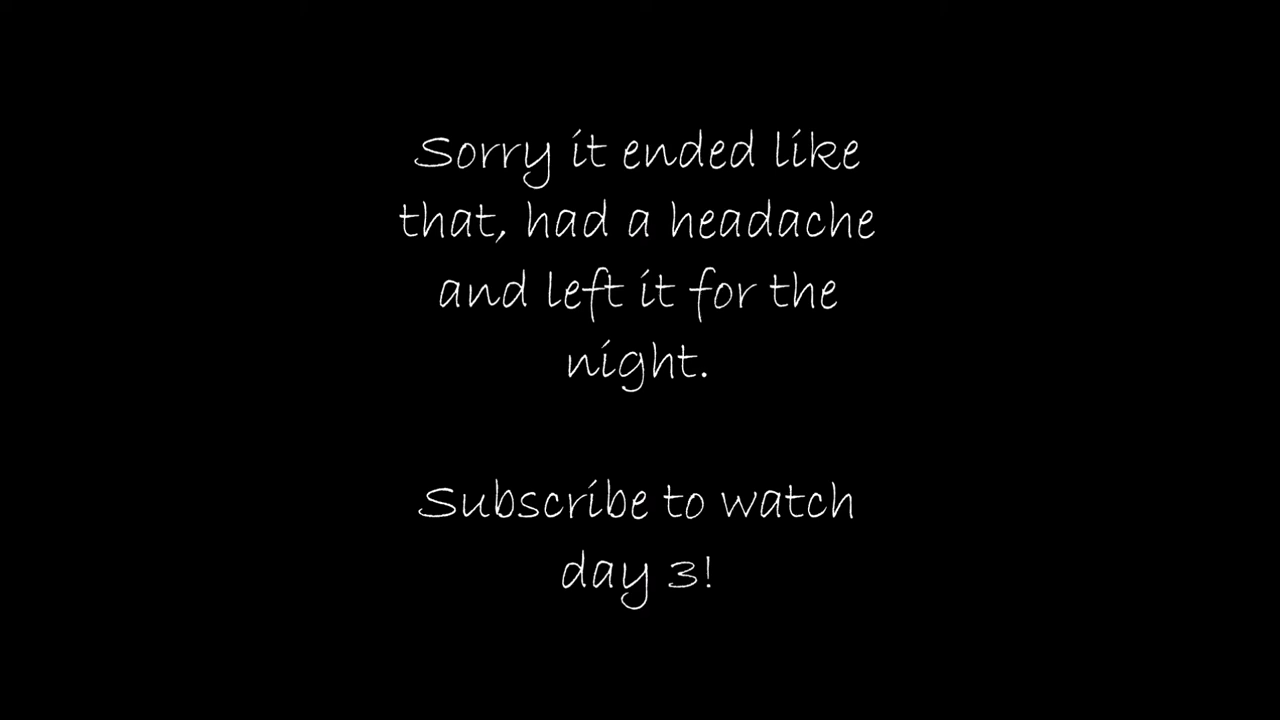 Sorry it ended like
that, had a headache
and left it for the
night.
Subscribe to watch
day 3!